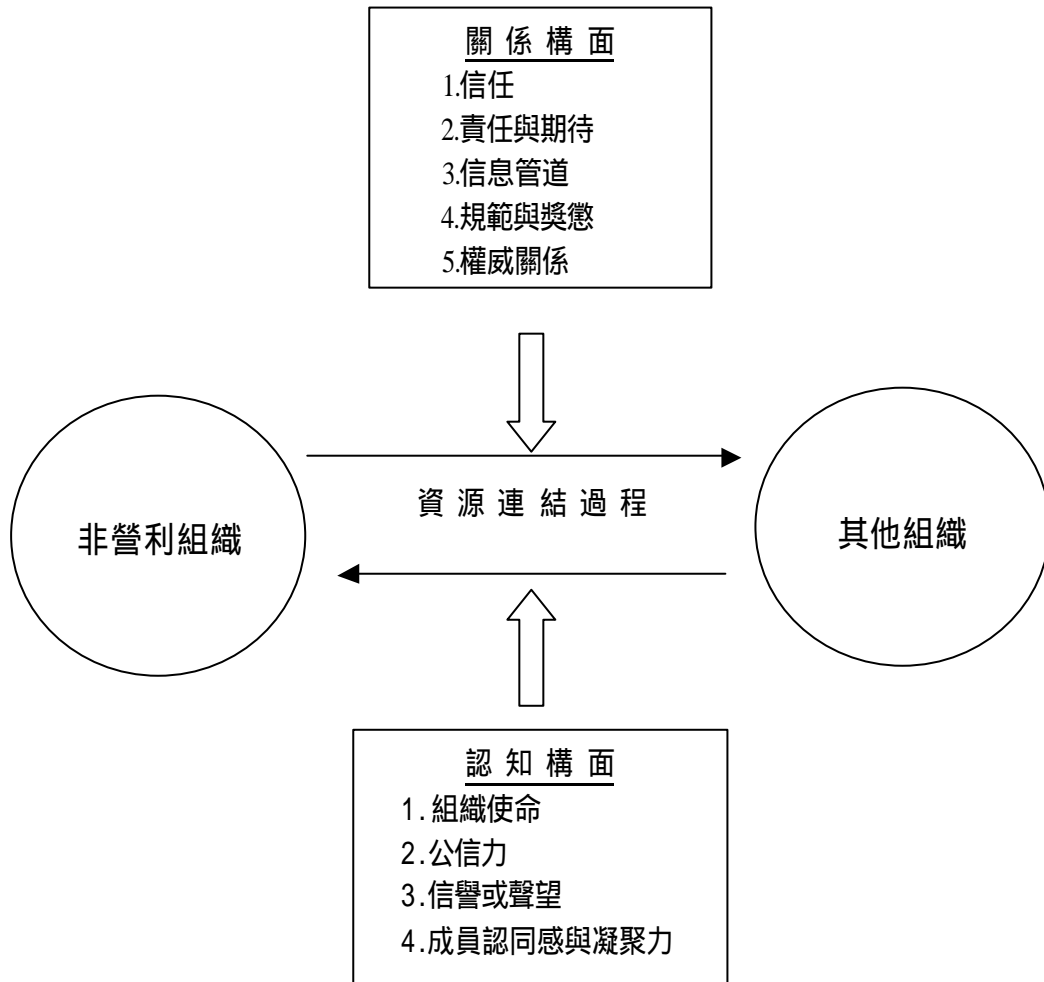 關係構面
1.信任
2.責任與期待
3.信息管道
4.規範與獎懲
5.權威關係
資源連結過程
非營利組織
其他組織
認知構面
1.組織使命
2.公信力
3.信譽或聲望
4.成員認同感與凝聚力